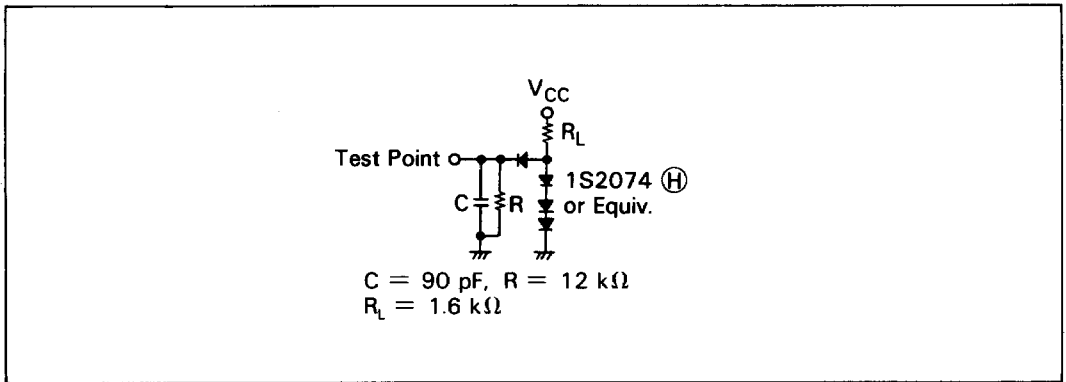 V_CC
R_L
Test Point
1S2074 Ⓗ
C
R
or Equiv.
C = 90 pF, R = 12 kΩ
R_L = 1.6 kΩ